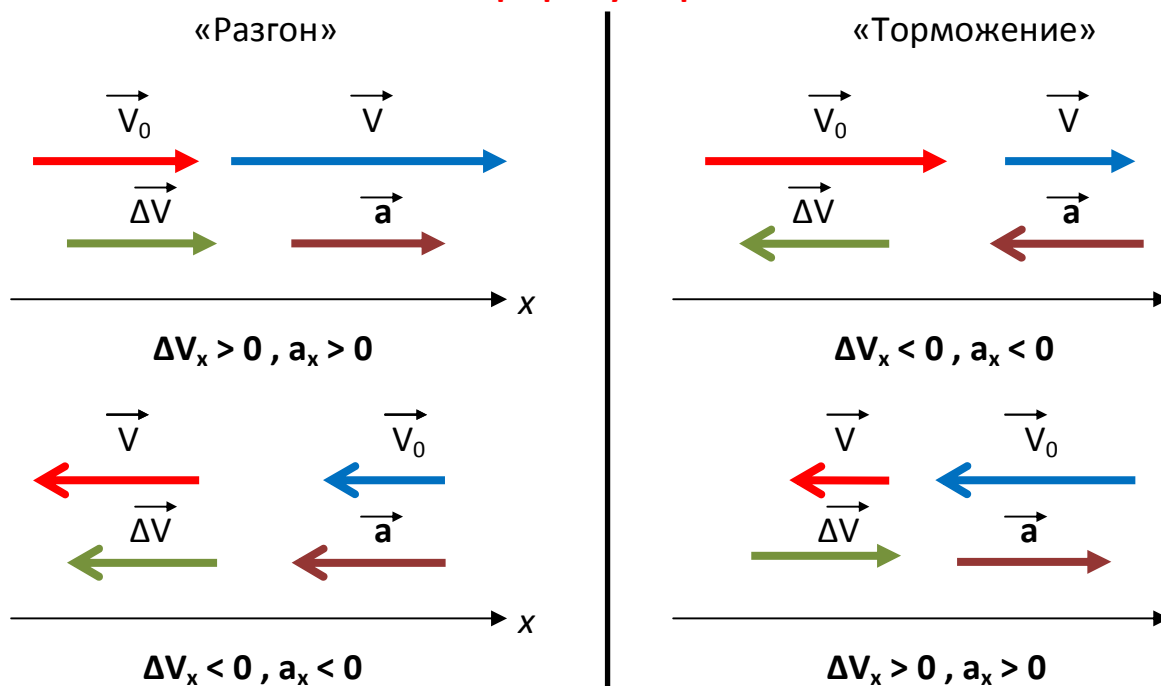 «Разгон»
V₀ V
ΔV a
x
ΔVₓ > 0 , aₓ > 0
V V₀
ΔV a
x
ΔVₓ < 0 , aₓ < 0
«Торможение»
V₀ V
ΔV a
ΔVₓ < 0 , aₓ < 0
V V₀
ΔV a
ΔVₓ > 0 , aₓ > 0